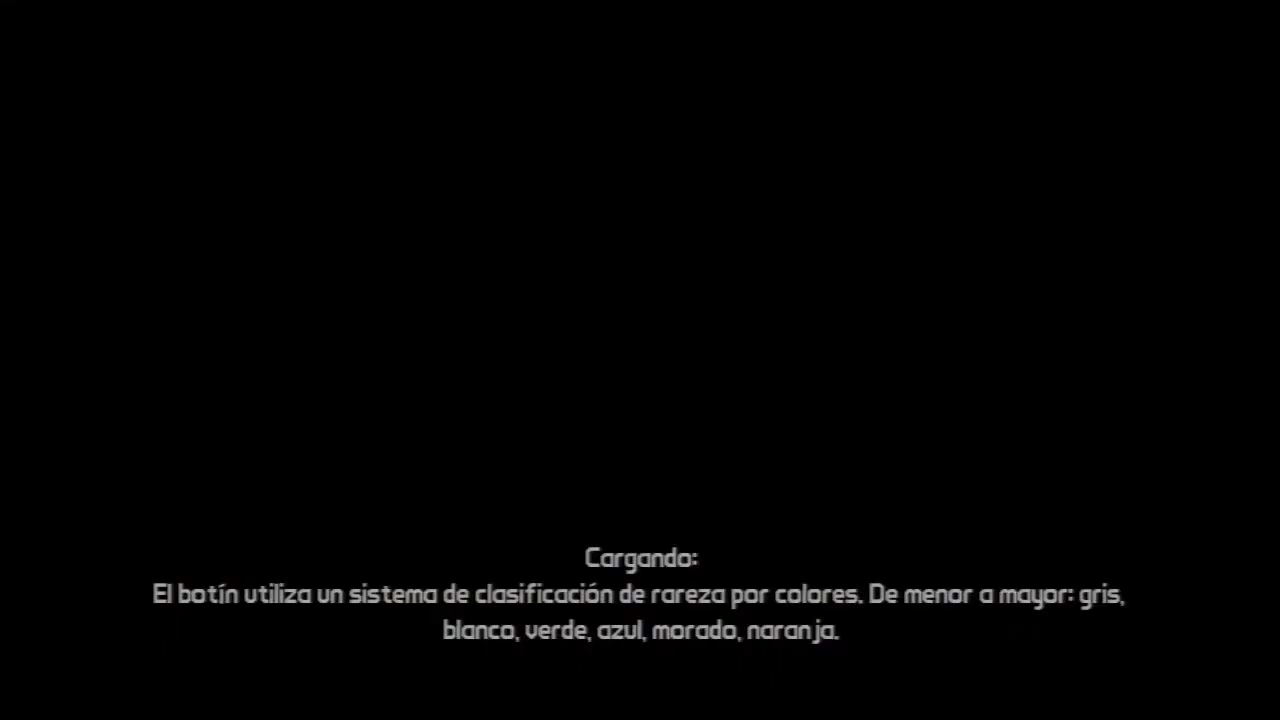 Cargando:
El botín utiliza un sistema de clasificación de rareza por colores. De menor a mayor: gris,
blanco, verde, azul, morado, naranja.